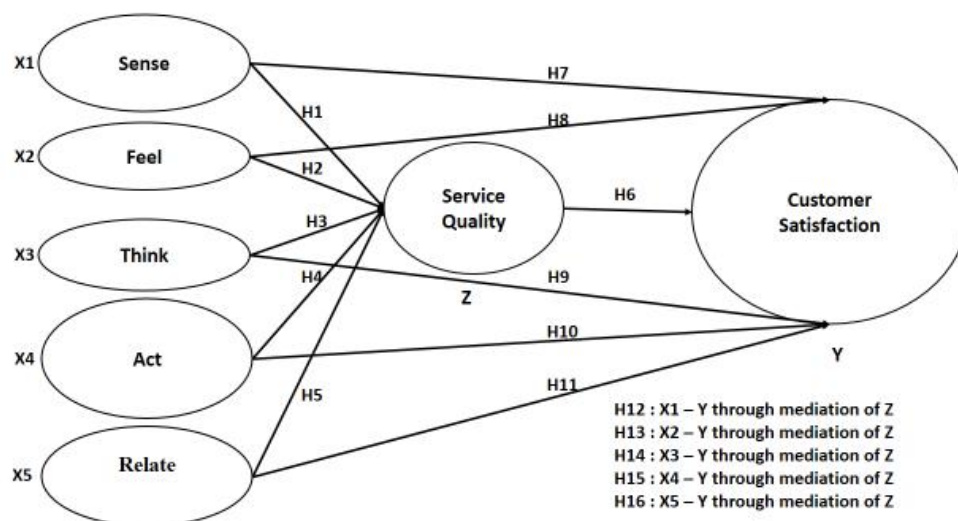 X1
Sense
H7
H1
H8
X2
Feel
H2
Service
Quality
H6
Customer
Satisfaction
H3
X3
Think
H4
H9
Z
X4
Act
H10
Y
H5
H11
X5
Relate
H12 : X1 – Y through mediation of Z
H13 : X2 – Y through mediation of Z
H14 : X3 – Y through mediation of Z
H15 : X4 – Y through mediation of Z
H16 : X5 – Y through mediation of Z